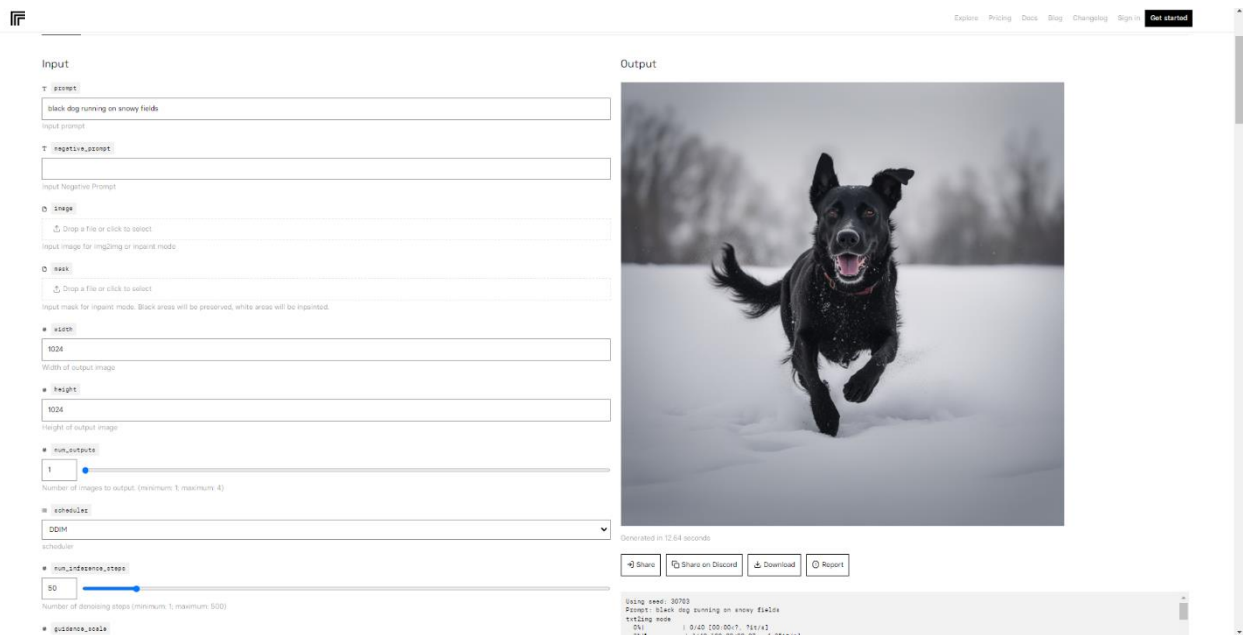 Explore Pricing Docs Blog Changelog Sign in Get started
Input
T prompt
black dog running on snowy fields
Input prompt
T negative_prompt
Input Negative Prompt
image
Drop a file or click to select
Input image for img2img or inpaint mode
mask
Drop a file or click to select
Input mask for inpaint mode. Black areas will be preserved, white areas will be inpainted.
# width
1024
Width of output image
# height
1024
Height of output image
# num_outputs
1
Number of images to output. (minimum: 1; maximum: 4)
scheduler
DDIM
scheduler
# num_inference_steps
50
Number of denoising steps (minimum: 1; maximum: 500)
# guidance_scale
Output
Generated in 12.64 seconds
Share Share on Discord Download Report
Using seed: 30703
Prompt: black dog running on snowy fields
txt2img mode
0%| | 0/40 [00:00<?, ?it/s]